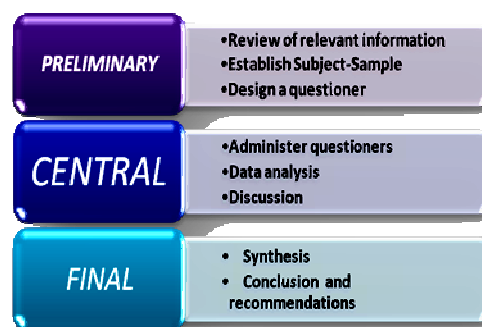 PRELIMINARY
•Review of relevant information
•Establish Subject-Sample
•Design a questioner
CENTRAL
•Administer questioners
•Data analysis
•Discussion
FINAL
• Synthesis
• Conclusion and
recommendations